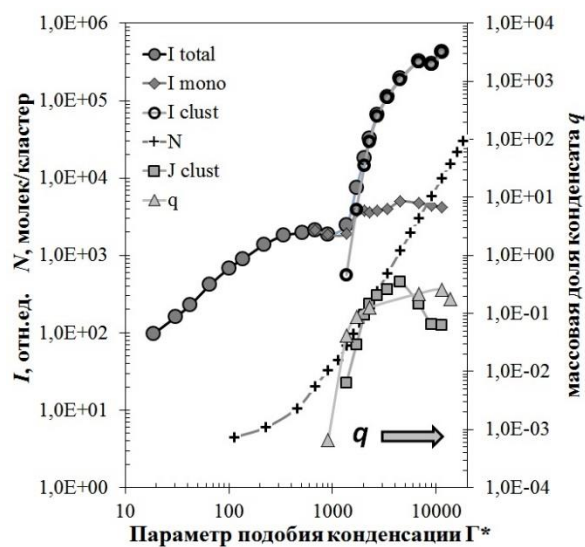 1,0E+06
1,0E+05
1,0E+04
1,0E+03
1,0E+02
1,0E+01
1,0E+00
I, отн.ед. N, молек/кластер
I total
I mono
I clust
N
J clust
q
q
1,0E+04
1,0E+03
1,0E+02
1,0E+01
1,0E+00
1,0E-01
1,0E-02
1,0E-03
1,0E-04
массовая доля конденсата q
10 100 1000 10000
Параметр подобия конденсации Г*